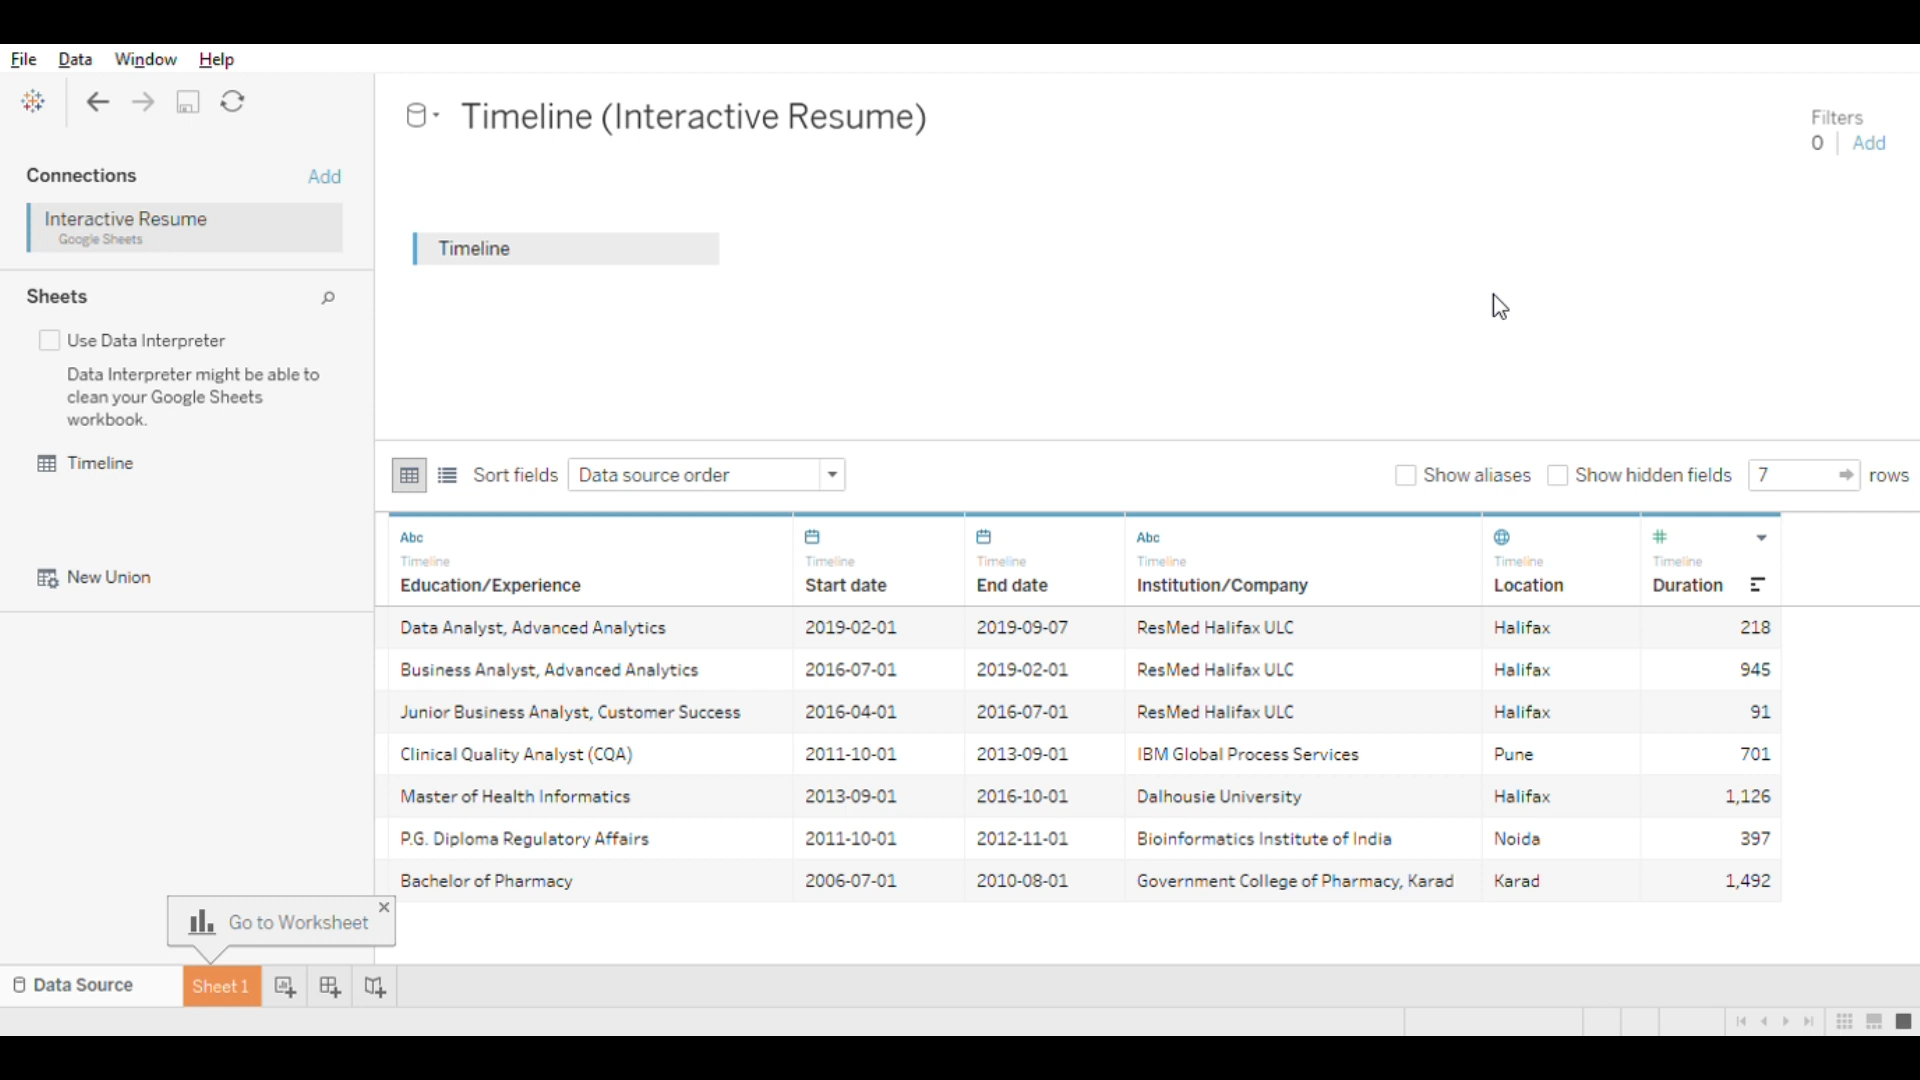 File Data Window Help
Timeline (Interactive Resume)
Filters
0 Add
Connections Add
Interactive Resume
Google Sheets
Timeline
Sheets
Use Data Interpreter
Data Interpreter might be able to
clean your Google Sheets
workbook.
Timeline
New Union
Sort fields Data source order Show aliases Show hidden fields 7 rows
Abc Abc #
Timeline Timeline Timeline Timeline Timeline Timeline
Education/Experience Start date End date Institution/Company Location Duration
Data Analyst, Advanced Analytics 2019-02-01 2019-09-07 ResMed Halifax ULC Halifax 218
Business Analyst, Advanced Analytics 2016-07-01 2019-02-01 ResMed Halifax ULC Halifax 945
Junior Business Analyst, Customer Success 2016-04-01 2016-07-01 ResMed Halifax ULC Halifax 91
Clinical Quality Analyst (CQA) 2011-10-01 2013-09-01 IBM Global Process Services Pune 701
Master of Health Informatics 2013-09-01 2016-10-01 Dalhousie University Halifax 1,126
P.G. Diploma Regulatory Affairs 2011-10-01 2012-11-01 Bioinformatics Institute of India Noida 397
Bachelor of Pharmacy 2006-07-01 2010-08-01 Government College of Pharmacy, Karad Karad 1,492
Go to Worksheet
Data Source Sheet 1